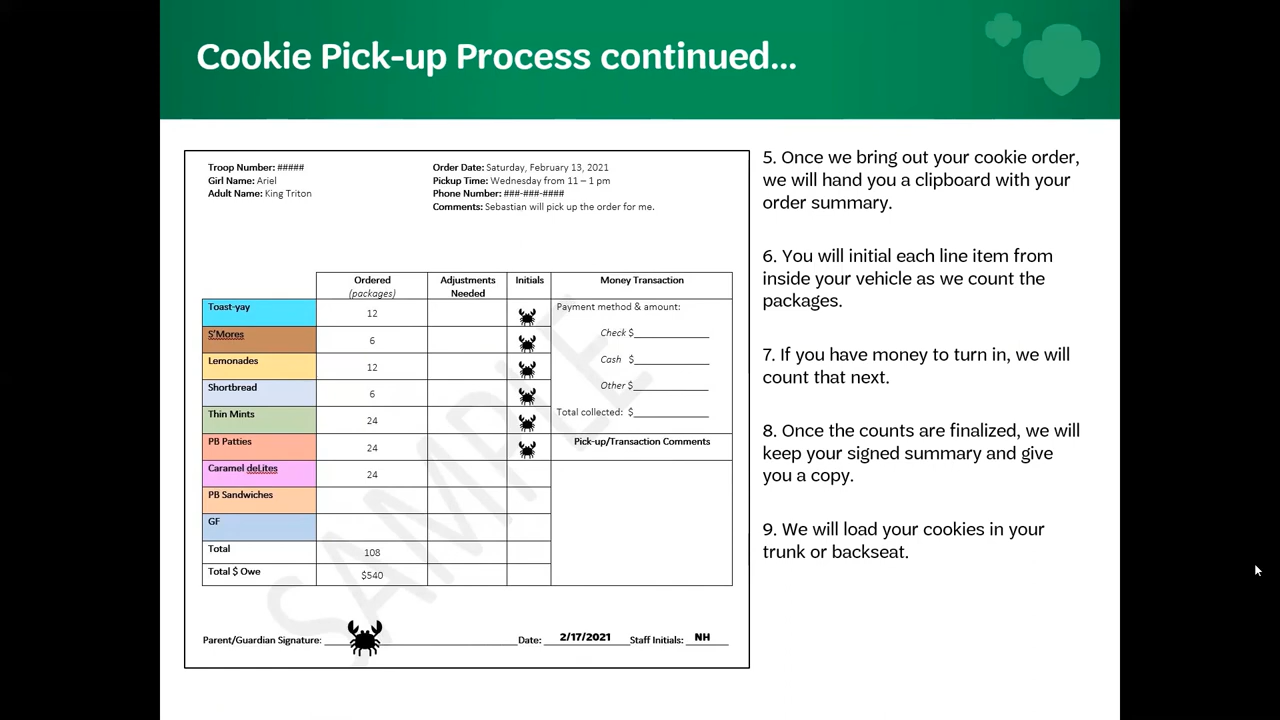 Cookie Pick-up Process continued...
Troop Number: #####
Girl Name: Ariel
Adult Name: King Triton
Order Date: Saturday, February 13, 2021
Pickup Time: Wednesday from 11 – 1 pm
Phone Number: ###-###-####
Comments: Sebastian will pick up the order for me.
Ordered (packages) Adjustments Needed Initials Money Transaction
Toast-yay 12
S'Mores 6
Lemonades 12
Shortbread 6
Thin Mints 24
PB Patties 24
Caramel deLites 24
PB Sandwiches
GF
Total 108
Total $ Owe $540
Payment method & amount:
Check $
Cash $
Other $
Total collected: $
Pick-up/Transaction Comments
SAMPLE
Parent/Guardian Signature: Date: 2/17/2021 Staff Initials: NH
5. Once we bring out your cookie order,
we will hand you a clipboard with your
order summary.
6. You will initial each line item from
inside your vehicle as we count the
packages.
7. If you have money to turn in, we will
count that next.
8. Once the counts are finalized, we will
keep your signed summary and give
you a copy.
9. We will load your cookies in your
trunk or backseat.